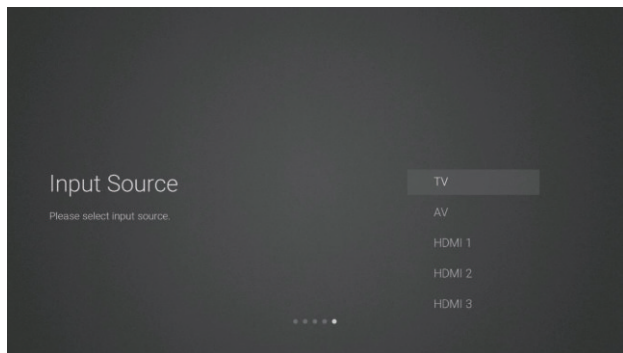 Input Source
Please select input source.
TV
AV
HDMI 1
HDMI 2
HDMI 3